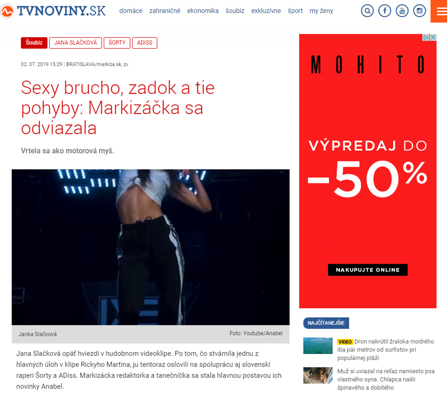 TVNOVINY.SK
domáce zahraničné ekonomika šoubiz exkluzívne šport my ženy
Šoubiz
JANA SLAČKOVÁ
ŠORTY
ADISS
02. 07. 2019 15:29 | BRATISLAVA/markiza.sk, zv
Sexy brucho, zadok a tie
pohyby: Markizáčka sa
odviazala
Vrtela sa ako motorová myš.
Janka Slačková
Foto: Youtube/Anabel
Jana Slačková opäť hviezdi v hudobnom videoklipe. Po tom, čo stvárnila jednu z
hlavných úloh v klipe Rickyho Martina, ju tentoraz oslovili na spoluprácu aj slovenskí
raperi Šorty a ADiss. Markizácka redaktorka a tanečníčka sa stala hlavnou postavou ich
novinky Anabel.
MOHITO
VÝPREDAJ DO
-50%
NAKUPUJTE ONLINE
NAJČÍTANEJŠIE
VIDEO Dron nakrútil žraloka modrého
iba pár metrov od surfistov pri
populárnej pláži
Muž si uviazal na reťaz namiesto psa
vlastného syna. Chlapca našli
špinavého a dobitého